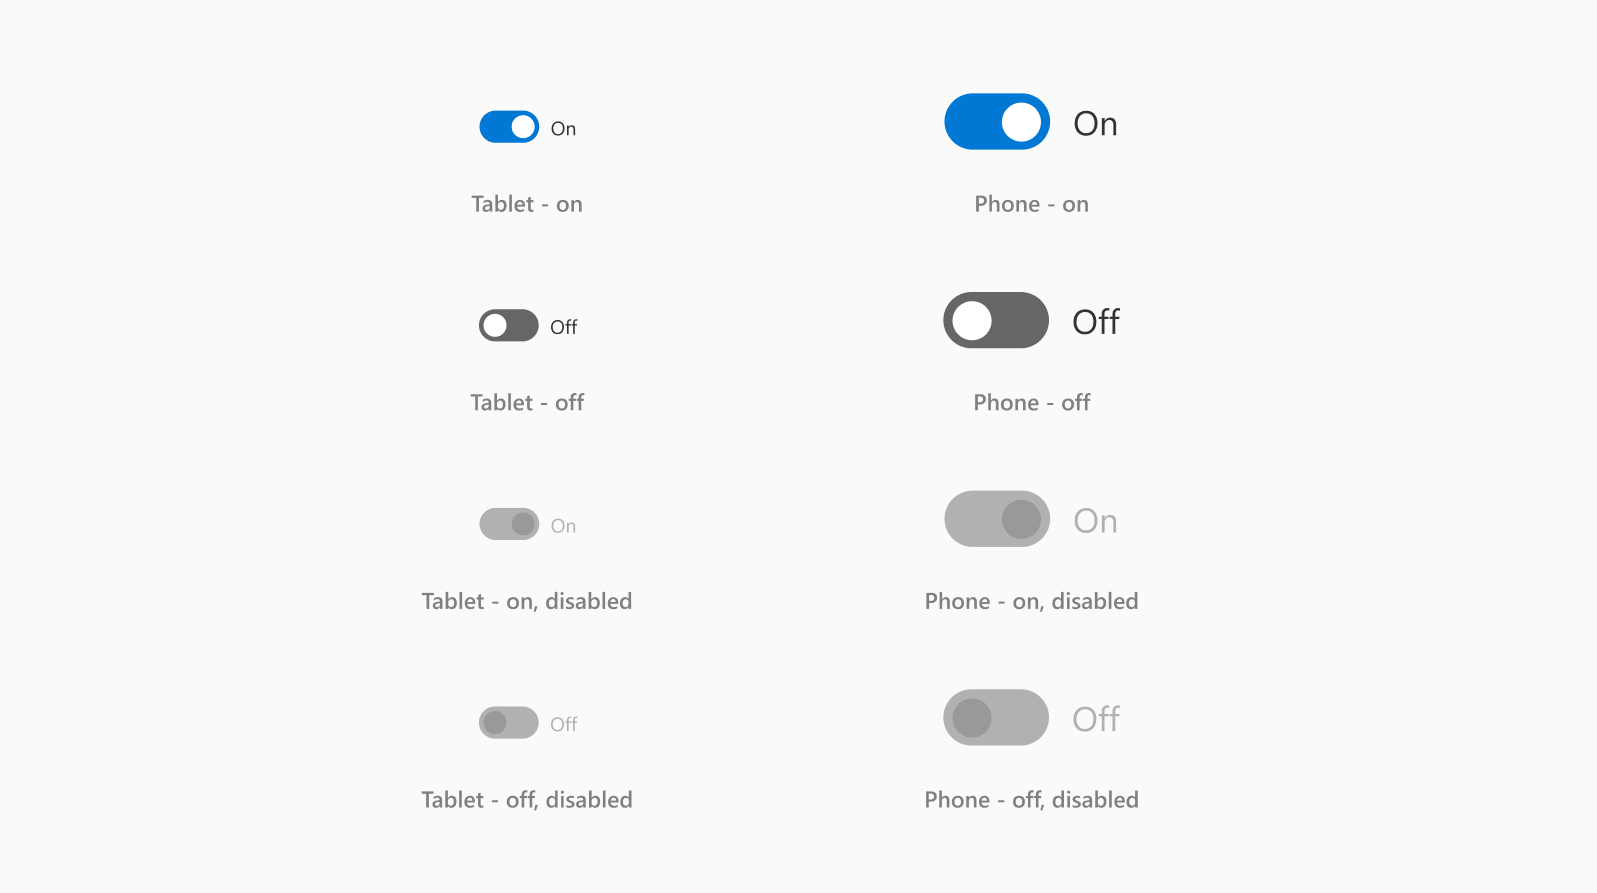 On
On
Tablet - on
Phone - on
Off
Off
Tablet - off
Phone - off
On
On
Tablet - on, disabled
Phone - on, disabled
Off
Off
Tablet - off, disabled
Phone - off, disabled